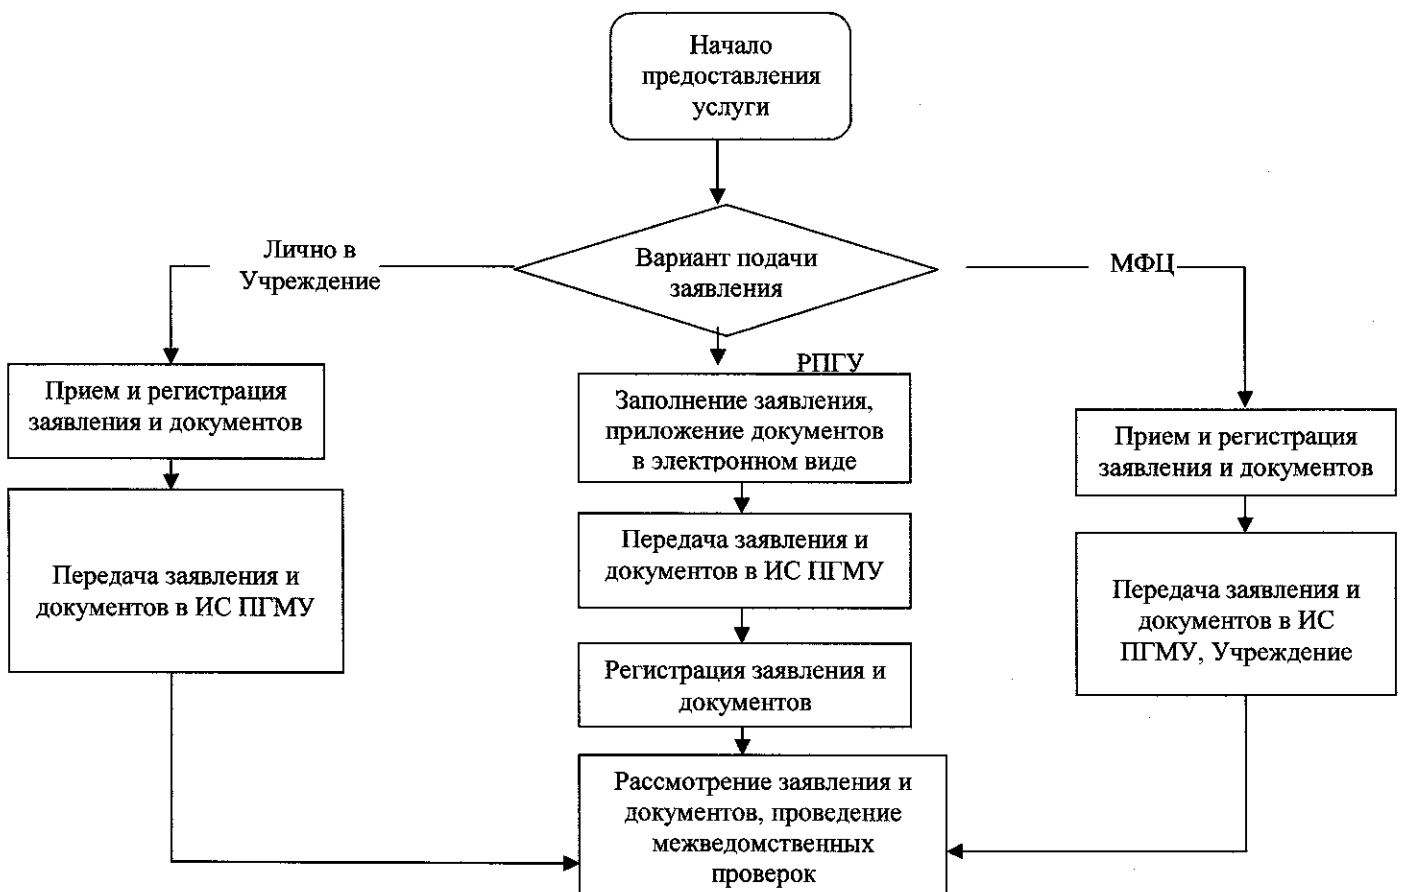 Начало
предоставления
услуги
Вариант подачи
заявления
Лично в
Учреждение
МФЦ
РПГУ
Прием и регистрация
заявления и документов
Передача заявления и
документов в ИС ПГМУ
Заполнение заявления,
приложение документов
в электронном виде
Передача заявления и
документов в ИС ПГМУ
Регистрация заявления и
документов
Прием и регистрация
заявления и документов
Передача заявления и
документов в ИС
ПГМУ, Учреждение
Рассмотрение заявления и
документов, проведение
межведомственных
проверок